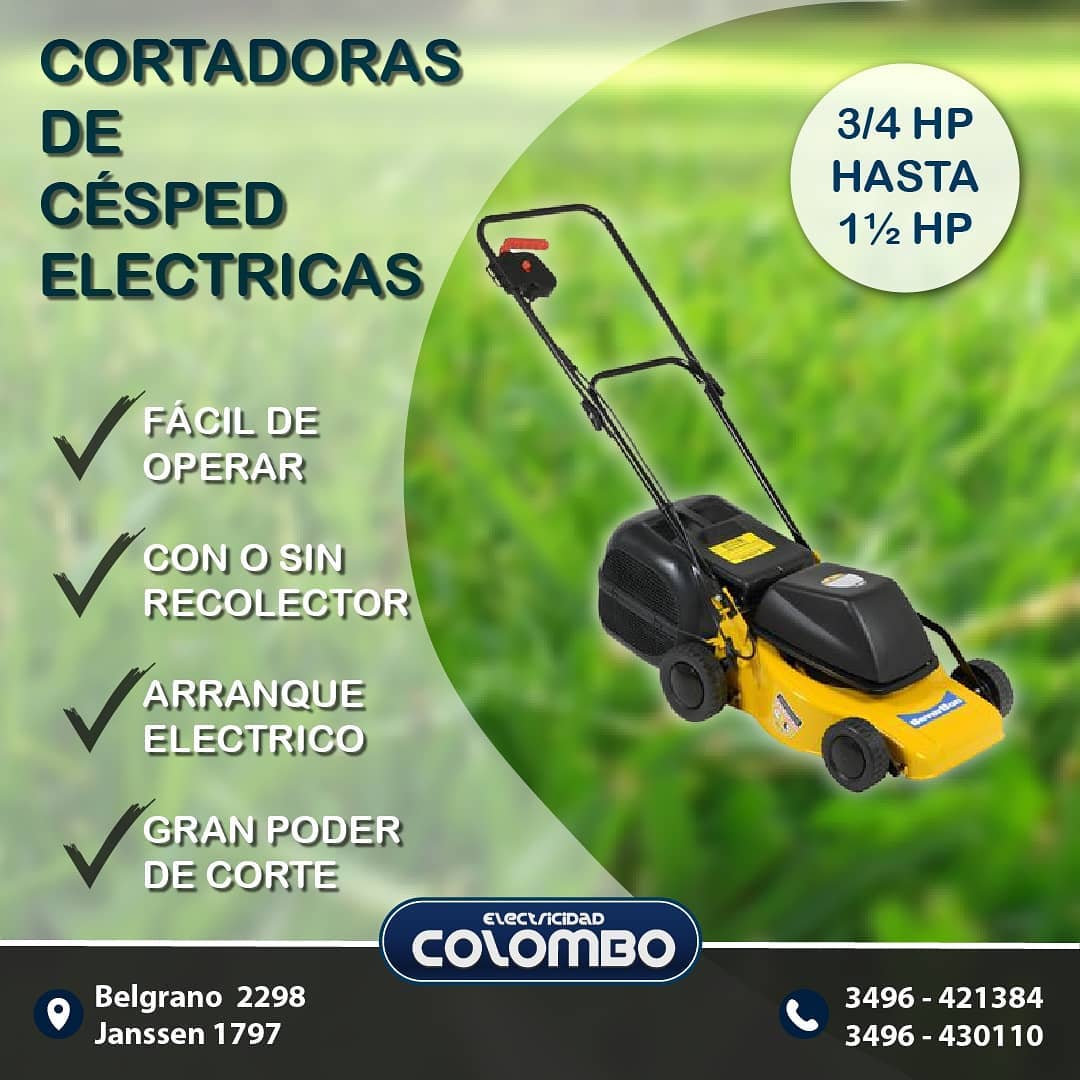 CORTADORAS
DE
CÉSPED
ELECTRICAS
3/4 HP
HASTA
1½ HP
FÁCIL DE
OPERAR
CON O SIN
RECOLECTOR
ARRANQUE
ELECTRICO
GRAN PODER
DE CORTE
ELECTRICIDAD
COLOMBO
Belgrano 2298
Janssen 1797
3496 - 421384
3496 - 430110